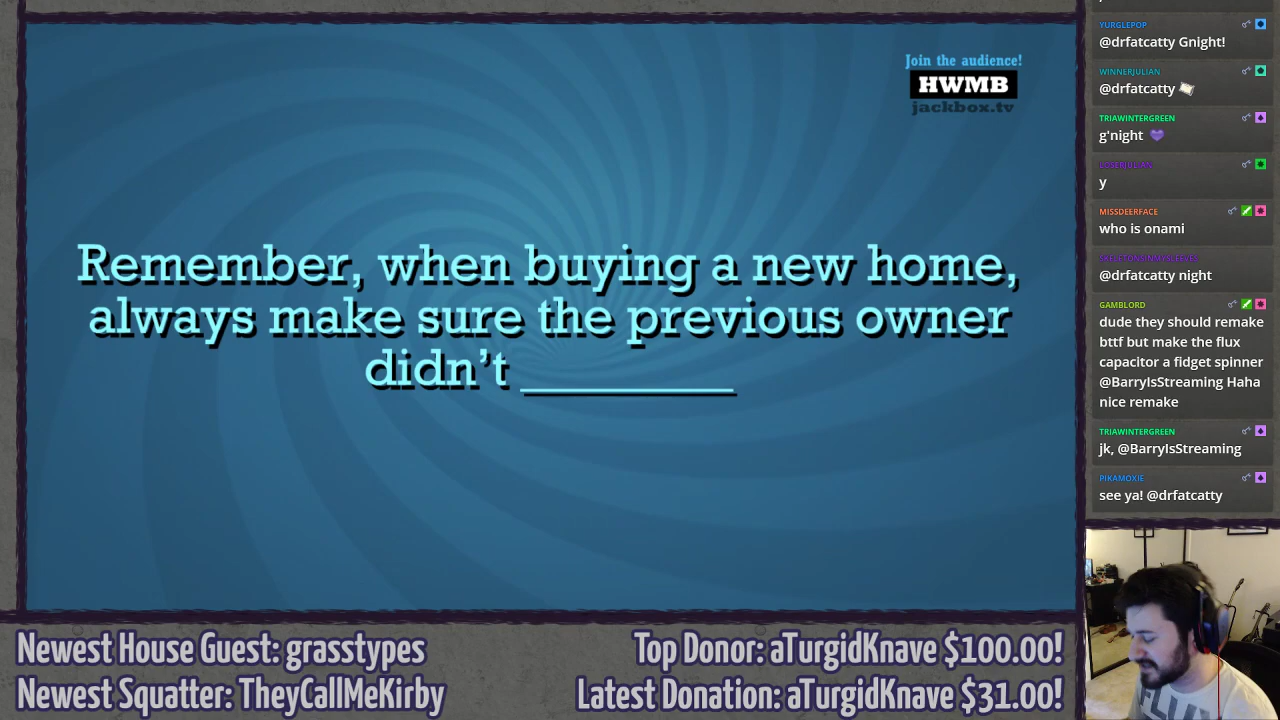 Join the audience!
HWMB
jackbox.tv
Remember, when buying a new home,
always make sure the previous owner
didn't ________
YURGLEPOP
@drfatcatty Gnight!
WINNERJULIAN
@drfatcatty
TRIAWINTERGREEN
g'night
LOSERJULIAN
y
MISSDEERFACE
who is onami
SKELETONSINMYSLEEVES
@drfatcatty night
GAMBLORD
dude they should remake
bttf but make the flux
capacitor a fidget spinner
@BarryIsStreaming Haha
nice remake
TRIAWINTERGREEN
jk, @BarryIsStreaming
PIKAMOXIE
see ya! @drfatcatty
Newest House Guest: grasstypes
Newest Squatter: TheyCallMeKirby
Top Donor: aTurgidKnave $100.00!
Latest Donation: aTurgidKnave $31.00!